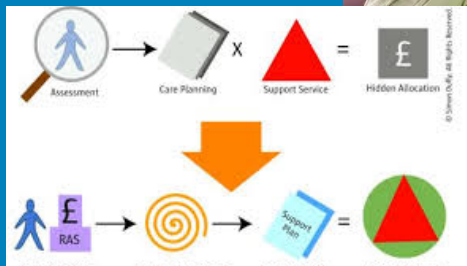 Assessment
Care Planning
X
Support Service
=
£
Hidden Allocation
© Simon Duffy. All Rights Reserved.
£
RAS
Support
Plan
=